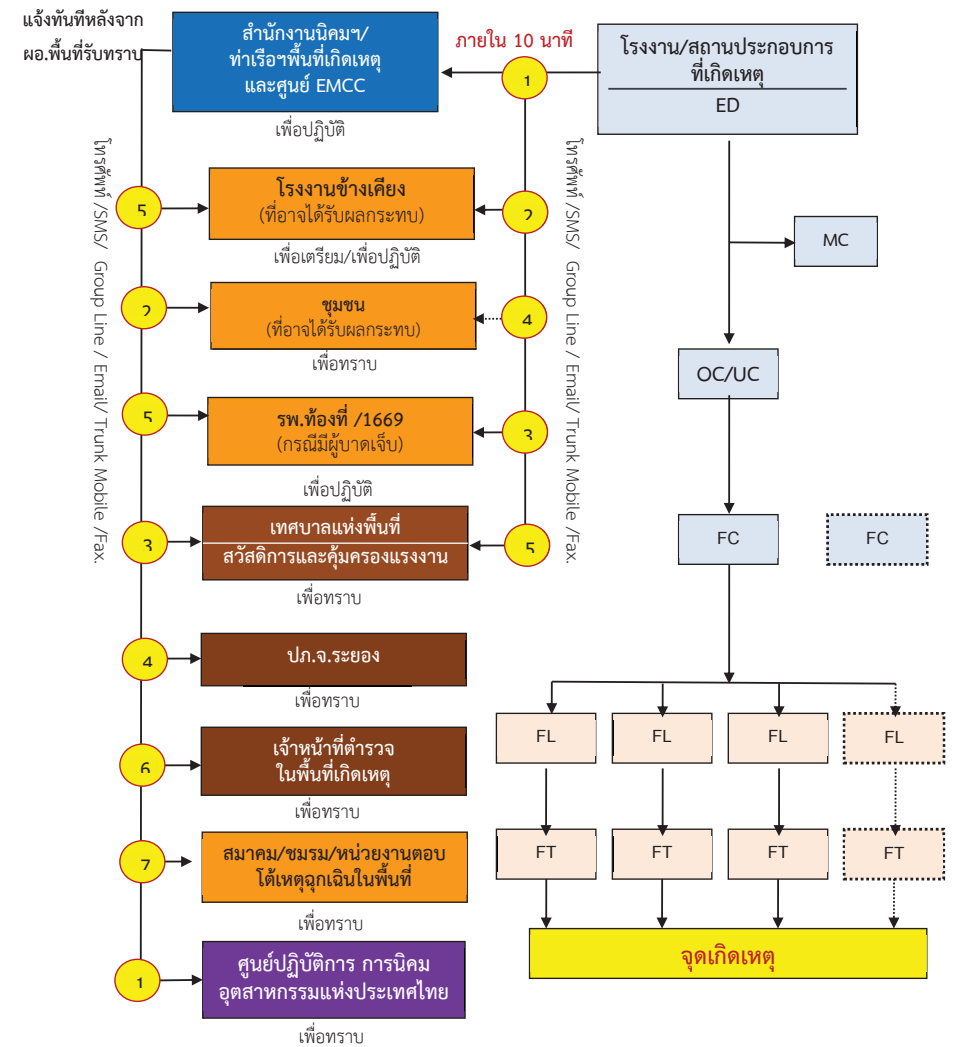 แจ้งทันทีหลังจาก
ผอ.พื้นที่รับทราบ
สำนักงานนิคมฯ/
ท่าเรือฯพื้นที่เกิดเหตุ
และศูนย์ EMCC
เพื่อปฏิบัติ
ภายใน 10 นาที
1
โรงงาน/สถานประกอบการ
ที่เกิดเหตุ
ED
โทรศัพท์ /SMS/ Group Line / Email/ Trunk Mobile /Fax.
โทรศัพท์ /SMS/ Group Line / Email/ Trunk Mobile /Fax.
5
โรงงานข้างเคียง
(ที่อาจได้รับผลกระทบ)
2
เพื่อเตรียม/เพื่อปฏิบัติ
MC
2
ชุมชน
(ที่อาจได้รับผลกระทบ)
4
เพื่อทราบ
OC/UC
5
รพ.ท้องที่ /1669
(กรณีมีผู้บาดเจ็บ)
3
เพื่อปฏิบัติ
3
เทศบาลแห่งพื้นที่
สวัสดิการและคุ้มครองแรงงาน
5
เพื่อทราบ
FC
FC
4
ปภ.จ.ระยอง
เพื่อทราบ
6
เจ้าหน้าที่ตำรวจ
ในพื้นที่เกิดเหตุ
เพื่อทราบ
FL
FL
FL
FL
7
สมาคม/ชมรม/หน่วยงานตอบ
โต้เหตุฉุกเฉินในพื้นที่
เพื่อทราบ
FT
FT
FT
FT
1
ศูนย์ปฏิบัติการ การนิคม
อุตสาหกรรมแห่งประเทศไทย
เพื่อทราบ
จุดเกิดเหตุ